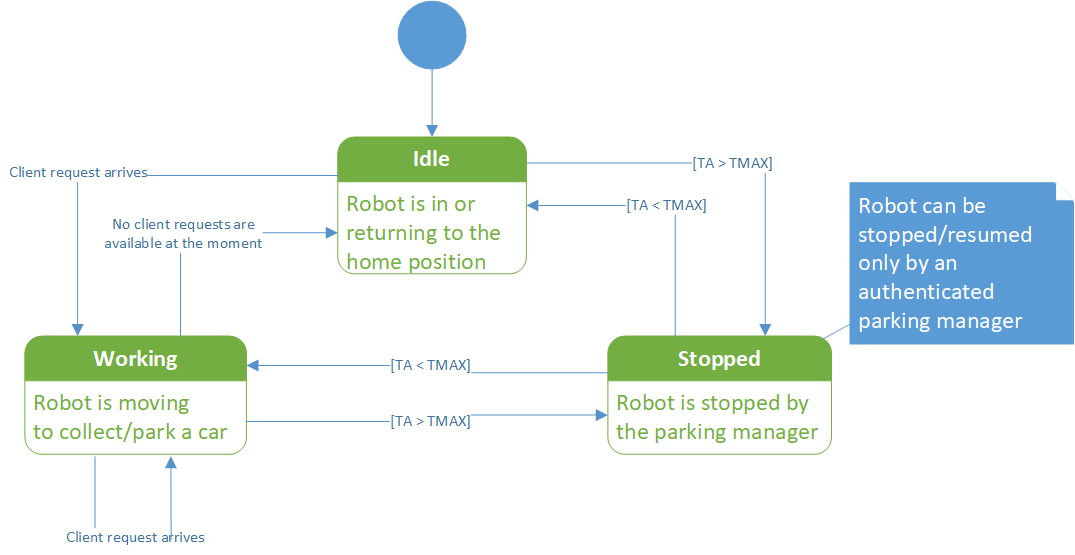 Idle
Robot is in or
returning to the
home position
Client request arrives
No client requests are
available at the moment
[TA > TMAX]
[TA < TMAX]
Robot can be
stopped/resumed
only by an
authenticated
parking manager
Working
Robot is moving
to collect/park a car
[TA < TMAX]
[TA > TMAX]
Stopped
Robot is stopped by
the parking manager
Client request arrives